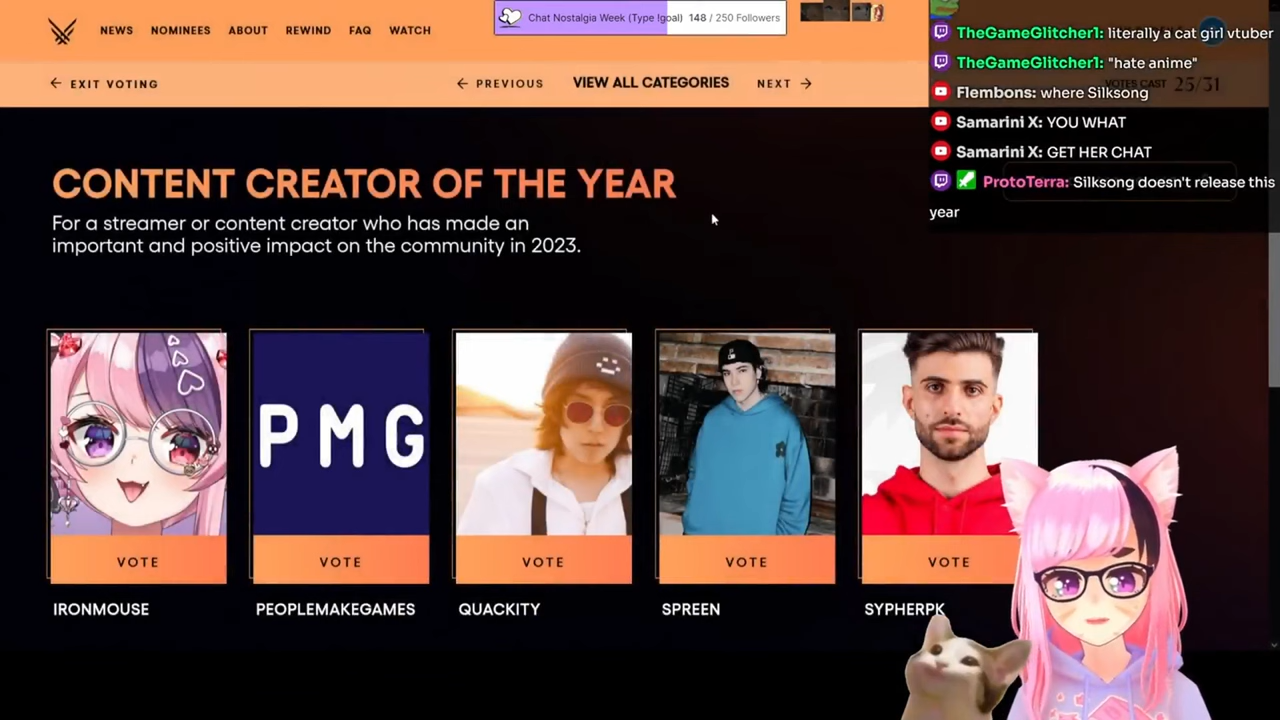 NEWS NOMINEES ABOUT REWIND FAQ WATCH
Chat Nostalgia Week (Type !goal) 148 / 250 Followers
← EXIT VOTING
← PREVIOUS VIEW ALL CATEGORIES NEXT →
VOTES CAST 25/31
TheGameGlitcher1: literally a cat girl vtuber
TheGameGlitcher1: "hate anime"
Flembons: where Silksong
Samarini X: YOU WHAT
Samarini X: GET HER CHAT
ProtoTerra: Silksong doesn't release this
year
CONTENT CREATOR OF THE YEAR
For a streamer or content creator who has made an
important and positive impact on the community in 2023.
PMG
VOTE VOTE VOTE VOTE VOTE
IRONMOUSE PEOPLEMAKEGAMES QUACKITY SPREEN SYPHERPK